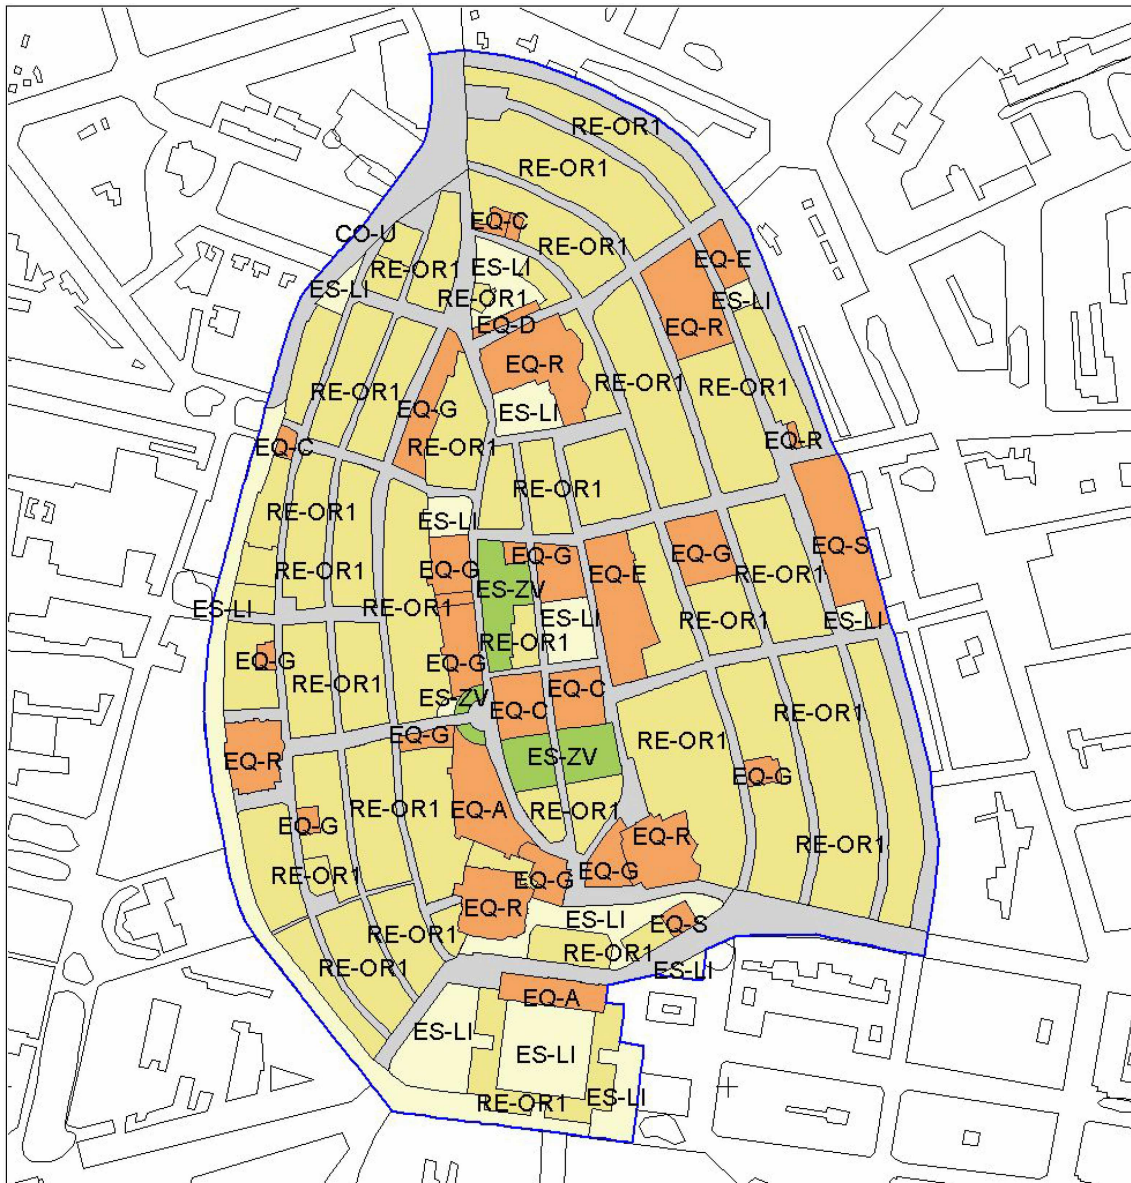 RE-OR1
RE-OR1
EQ-C
CO-U
RE-OR1
EQ-E
RE-OR1
ES-LI
ES-LI
RE-OR1
ES-LI
EQ-D
EQ-R
EQ-R
RE-OR1
RE-OR1
RE-OR1
EQ-G
ES-LI
RE-OR1
EQ-C
EQ-R
RE-OR1
RE-OR1
ES-LI
EQ-S
EQ-G
EQ-G
RE-OR1
EQ-G
EQ-E
RE-OR1
ES-ZV
ES-LI
RE-OR1
ES-LI
RE-OR1
ES-LI
RE-OR1
EQ-G
EQ-G
RE-OR1
EQ-C
ES-ZV
EQ-C
RE-OR1
EQ-G
RE-OR1
EQ-R
ES-ZV
EQ-G
RE-OR1
EQ-A
RE-OR1
EQ-G
EQ-R
RE-OR1
RE-OR1
EQ-G
EQ-G
EQ-R
ES-LI
EQ-S
RE-OR1
RE-OR1
RE-OR1
ES-LI
EQ-A
ES-LI
ES-LI
RE-OR1
ES-LI